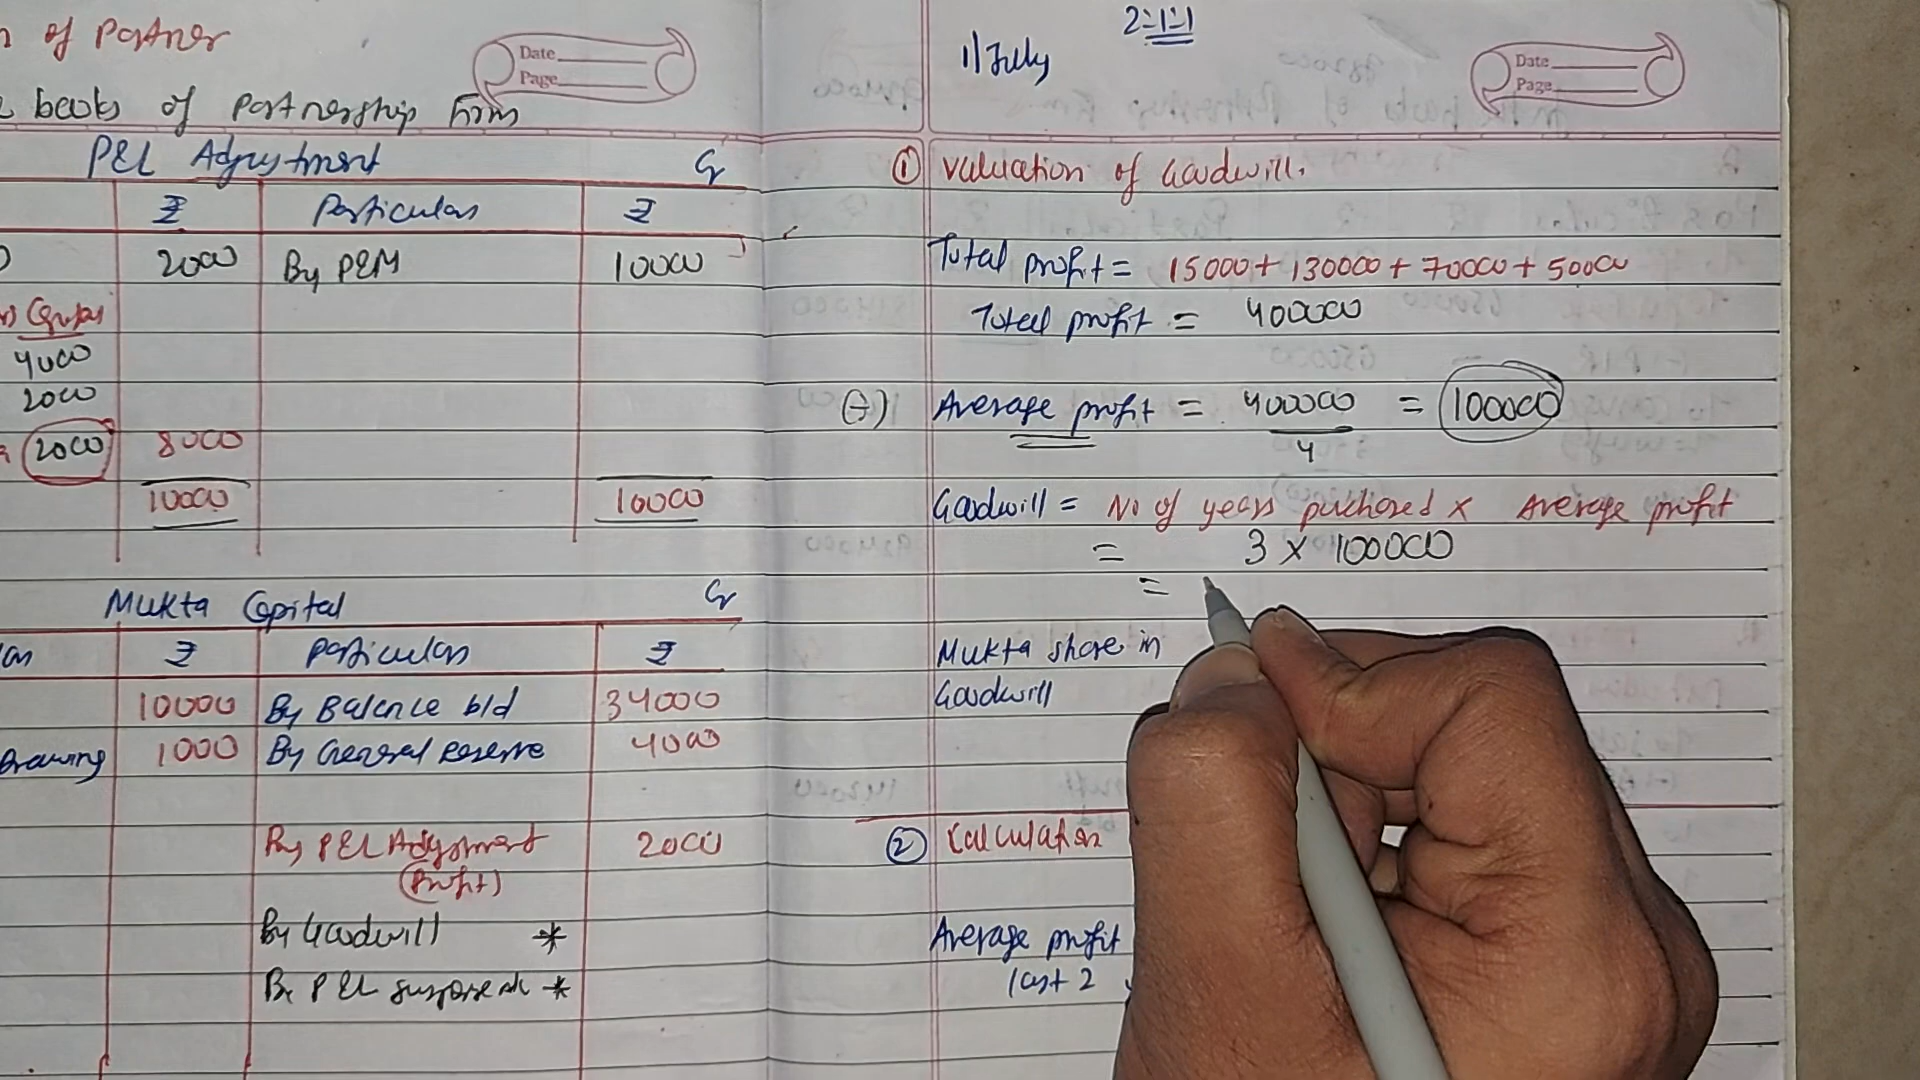 of Partner
Date
Page
books of Partnership Firm
P&L Adjustment Cr
₹ Particulars ₹
2000 By P&M 10000
4000
2000
2000 8000
10000 10000
Mukta Capital Cr
₹ Particulars ₹
10000 By Balance b/d 34000
Drawing 1000 By General Reserve 4000
By P&L Adjustment 2000
(Profit)
By Goodwill *
By P&L suspense *
1) July
2:1:1
Date
Page
① Valuation of Goodwill.
Total profit = 15000 + 130000 + 70000 + 50000
Total profit = 400000
Average profit = 400000 = 100000
4
Goodwill = No of years purchased × Average profit
= 3 × 100000
=
Mukta share in
Goodwill
② Calculation
Average profit
last 2